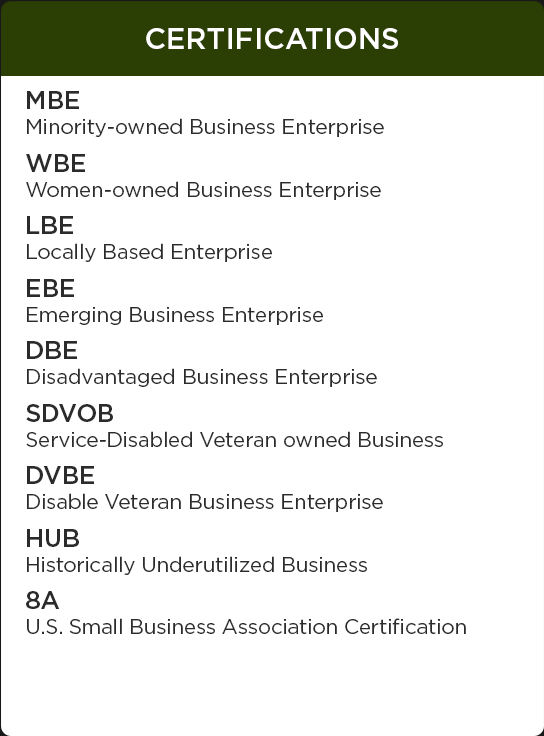 CERTIFICATIONS
MBE
Minority-owned Business Enterprise
WBE
Women-owned Business Enterprise
LBE
Locally Based Enterprise
EBE
Emerging Business Enterprise
DBE
Disadvantaged Business Enterprise
SDVOB
Service-Disabled Veteran owned Business
DVBE
Disable Veteran Business Enterprise
HUB
Historically Underutilized Business
8A
U.S. Small Business Association Certification